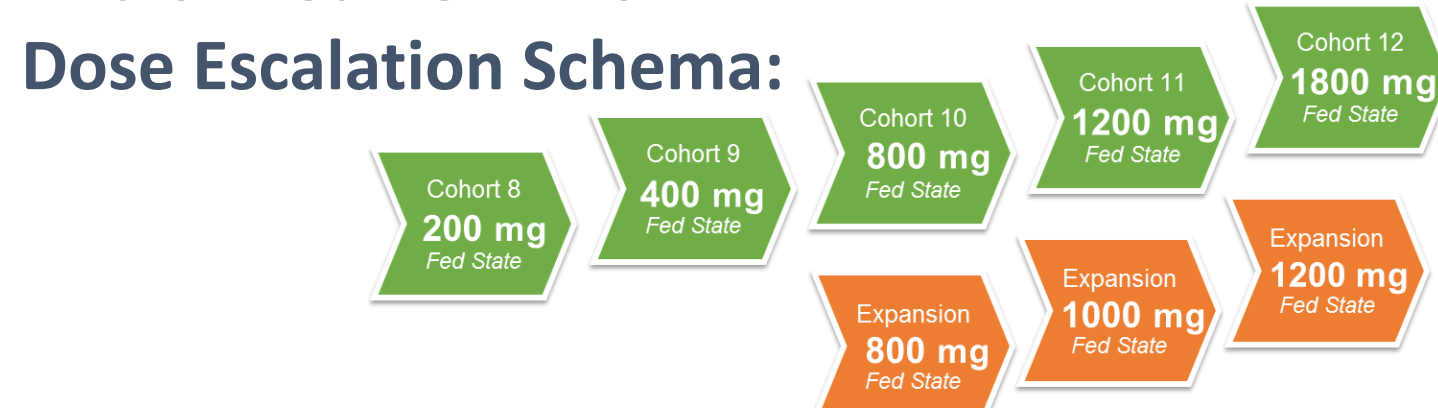 Dose Escalation Schema:
Cohort 8
200 mg
Fed State
Cohort 9
400 mg
Fed State
Cohort 10
800 mg
Fed State
Cohort 11
1200 mg
Fed State
Cohort 12
1800 mg
Fed State
Expansion
800 mg
Fed State
Expansion
1000 mg
Fed State
Expansion
1200 mg
Fed State